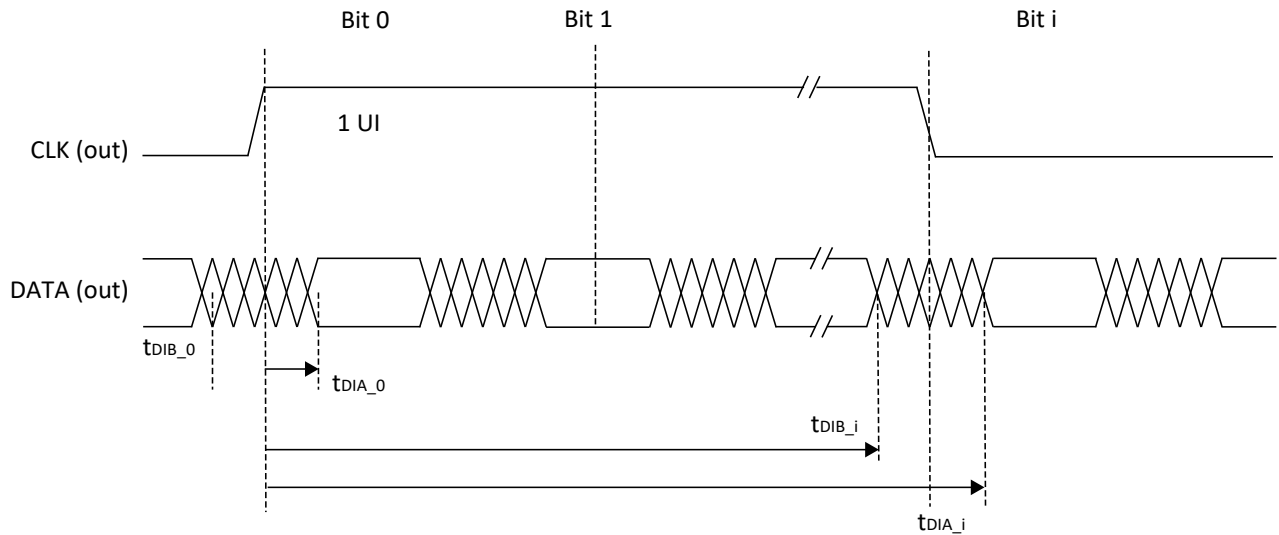 Bit 0 Bit 1 Bit i
1 UI
CLK (out)
DATA (out)
tDIB_0
tDIA_0
tDIB_i
tDIA_i